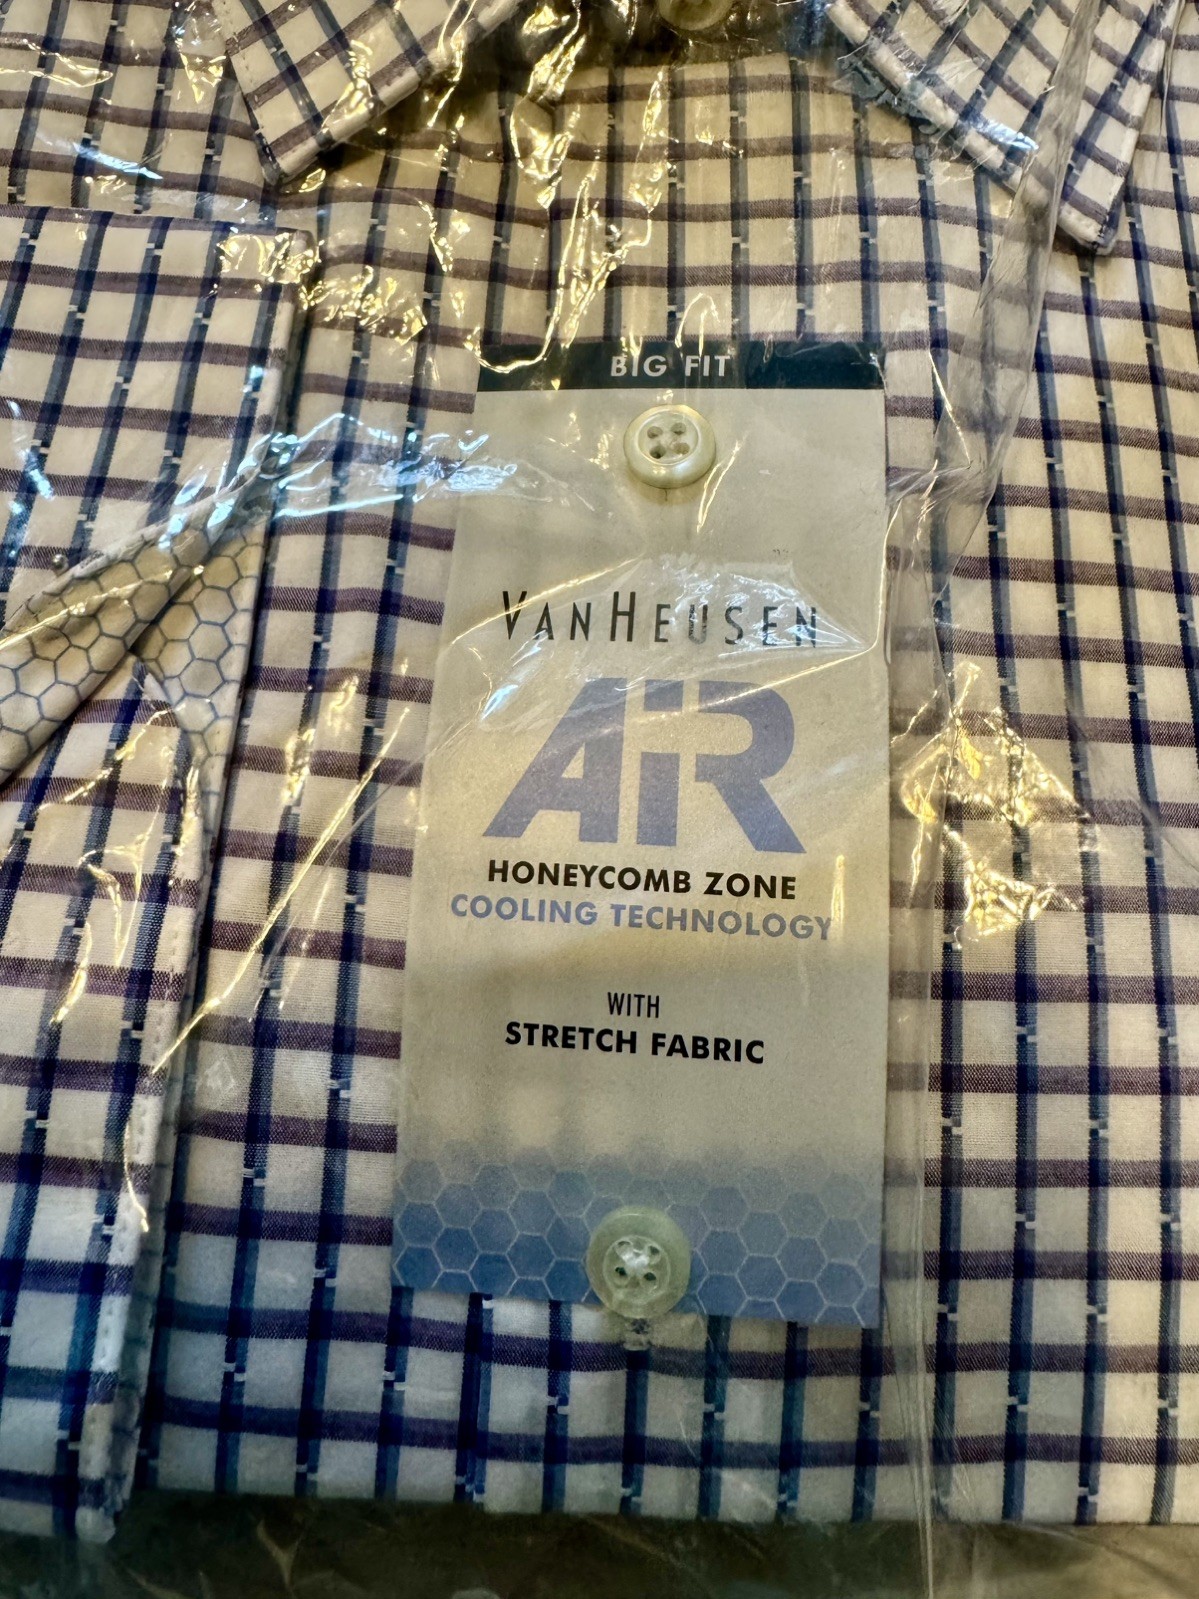 BIG FIT
VANHEUSEN
AIR
HONEYCOMB ZONE
COOLING TECHNOLOGY
WITH
STRETCH FABRIC